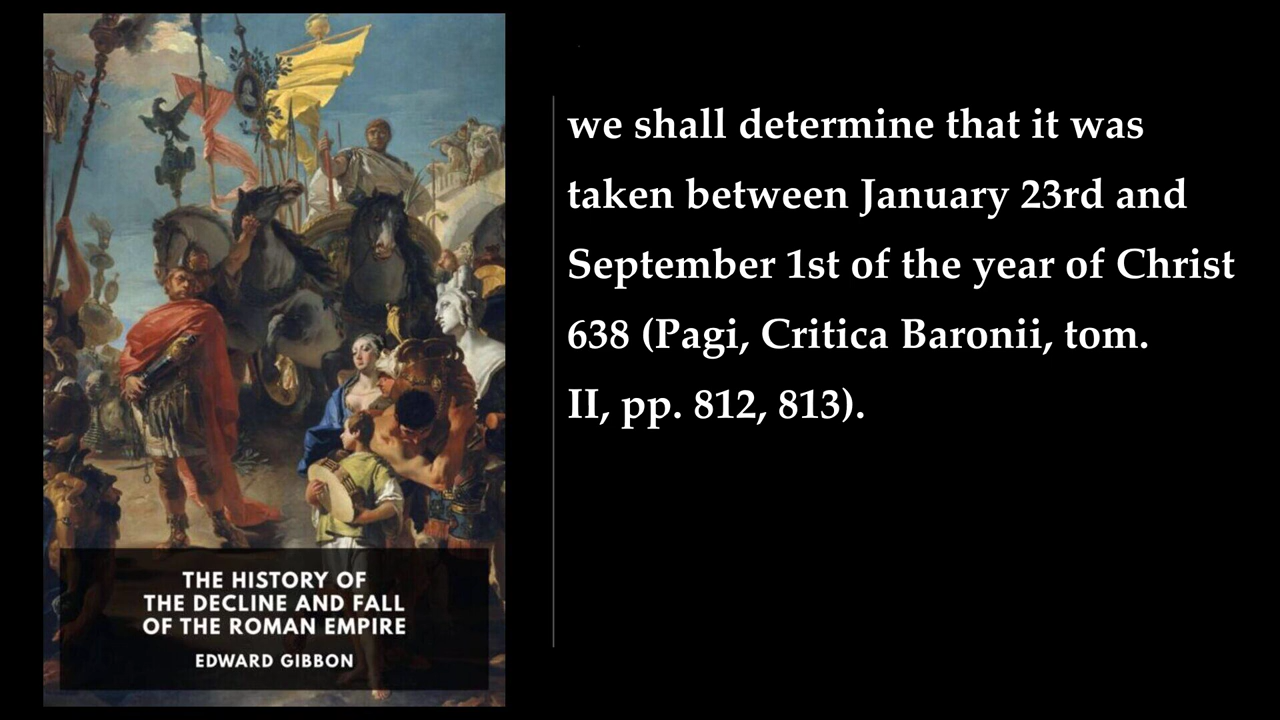 we shall determine that it was
taken between January 23rd and
September 1st of the year of Christ
638 (Pagi, Critica Baronii, tom.
II, pp. 812, 813).
THE HISTORY OF
THE DECLINE AND FALL
OF THE ROMAN EMPIRE
EDWARD GIBBON